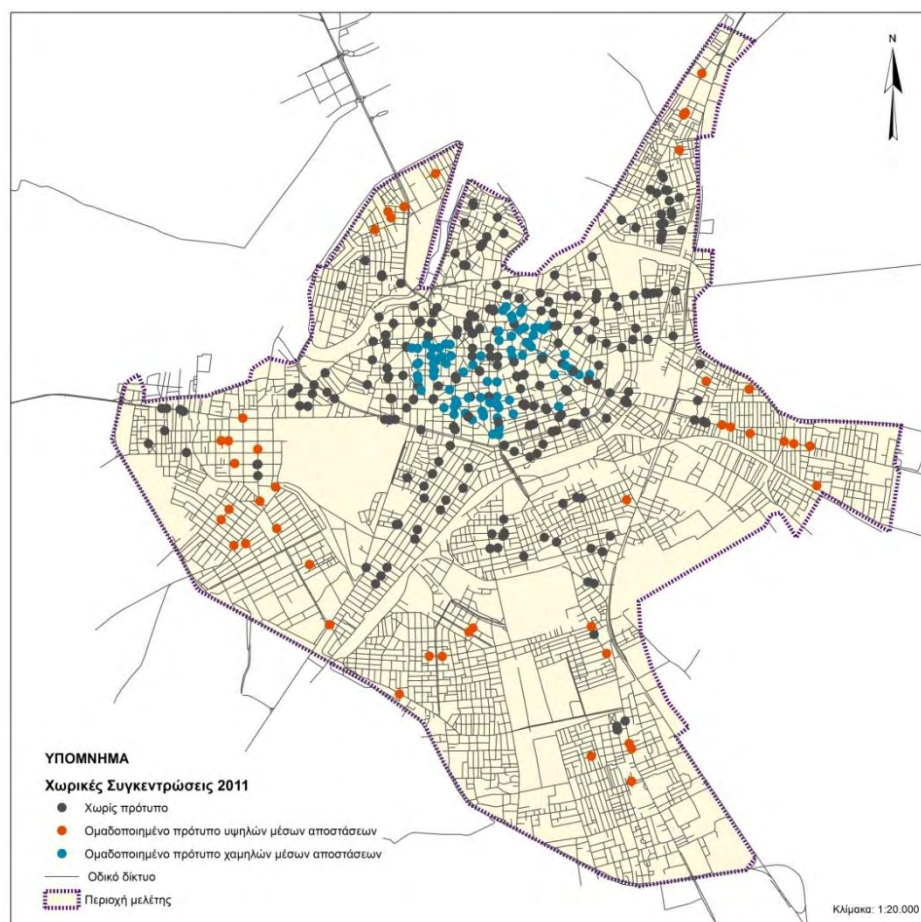 N
ΥΠΟΜΝΗΜΑ
Χωρικές Συγκεντρώσεις 2011
Χωρίς πρότυπο
Ομαδοποιημένο πρότυπο υψηλών μέσων αποστάσεων
Ομαδοποιημένο πρότυπο χαμηλών μέσων αποστάσεων
Οδικό δίκτυο
Περιοχή μελέτης
Κλίμακα: 1:20.000